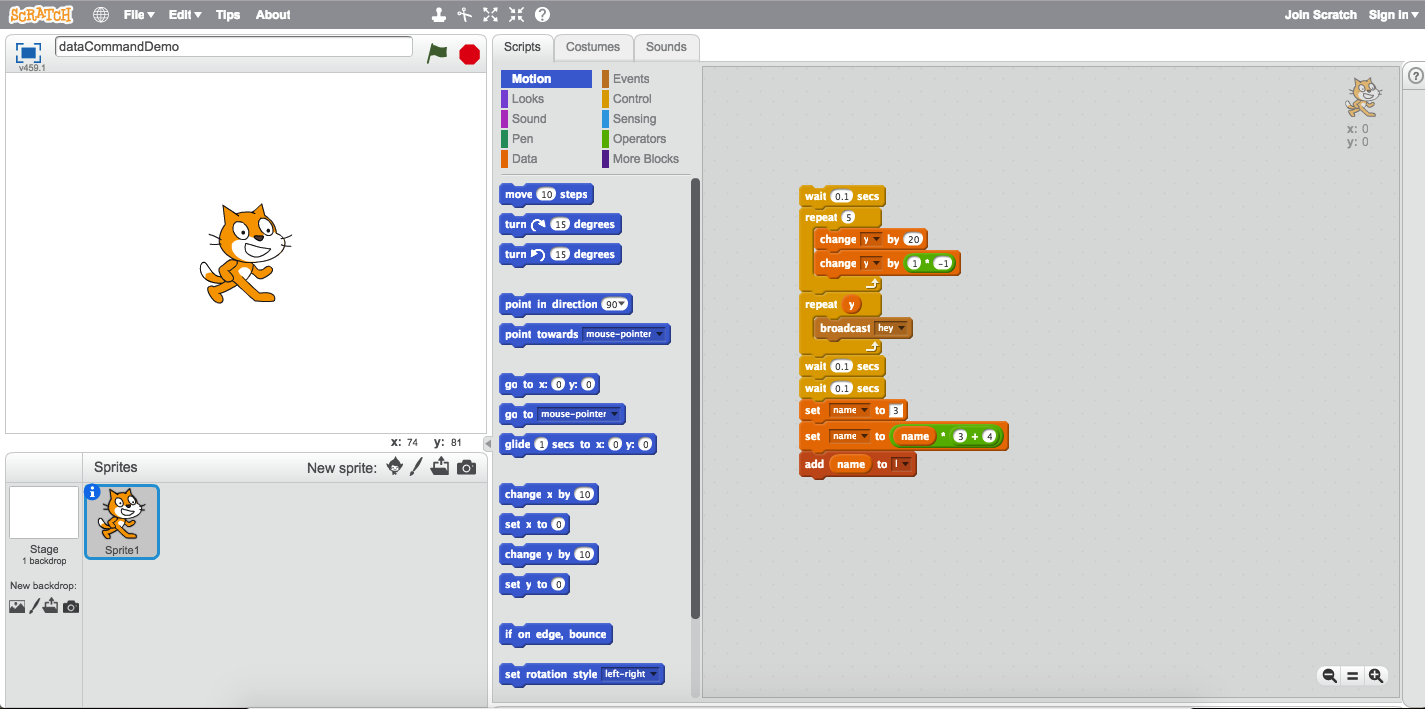 SCRATCH File Edit Tips About Join Scratch Sign in
dataCommandDemo
v459.1
x: 74 y: 81
Sprites New sprite:
Stage
1 backdrop
New backdrop:
Sprite1
Scripts Costumes Sounds
Motion Events
Looks Control
Sound Sensing
Pen Operators
Data More Blocks
move 10 steps
turn 15 degrees
turn 15 degrees
point in direction 90
point towards mouse-pointer
go to x: 0 y: 0
go to mouse-pointer
glide 1 secs to x: 0 y: 0
change x by 10
set x to 0
change y by 10
set y to 0
if on edge, bounce
set rotation style left-right
wait 0.1 secs
repeat 5
change y by 20
change y by 1 * -1
repeat y
broadcast hey
wait 0.1 secs
wait 0.1 secs
set name to 3
set name to name * 3 + 4
add name to l
x: 0
y: 0
?